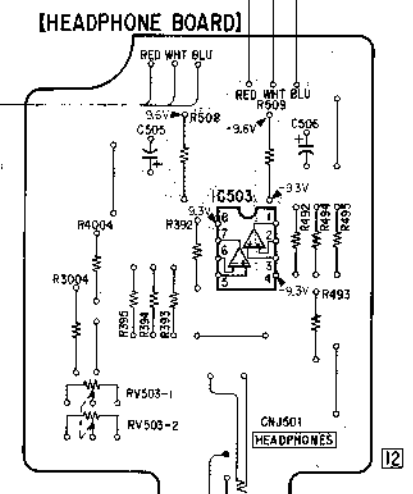 [HEADPHONE BOARD]
RED WHT BLU
RED WHT BLU
9.6V
R508
R509
-9.6V
C505
C506
+
+
-9.3V
IC503
9.3V
8
1
7
2
6
3
5
4
R392
R492
R494
R495
R4004
-9.3V
R493
R3004
R395
R394
R393
RV503-1
RV503-2
CNJ501
HEADPHONES
12